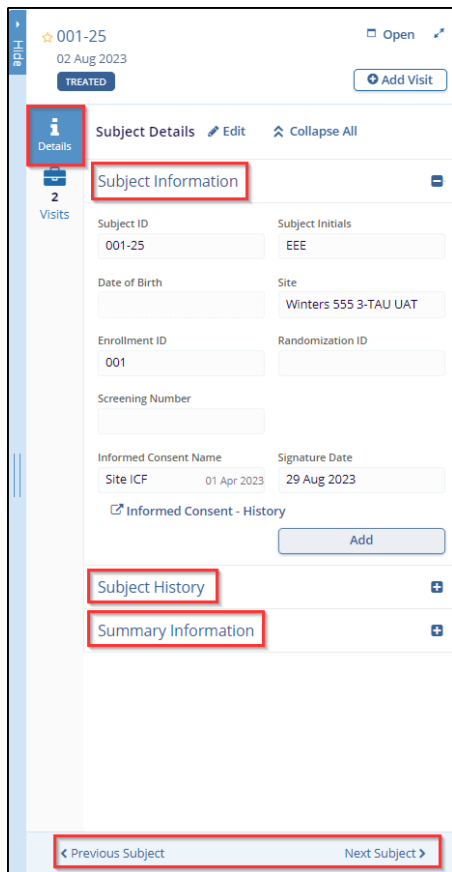 Hide
001-25
Open
02 Aug 2023
TREATED
Add Visit
Details
Subject Details Edit Collapse All
Subject Information
2
Visits
Subject ID Subject Initials
001-25 EEE
Date of Birth Site
Winters 555 3-TAU UAT
Enrollment ID Randomization ID
001
Screening Number
Informed Consent Name Signature Date
Site ICF 01 Apr 2023 29 Aug 2023
Informed Consent - History
Add
Subject History
Summary Information
Previous Subject Next Subject